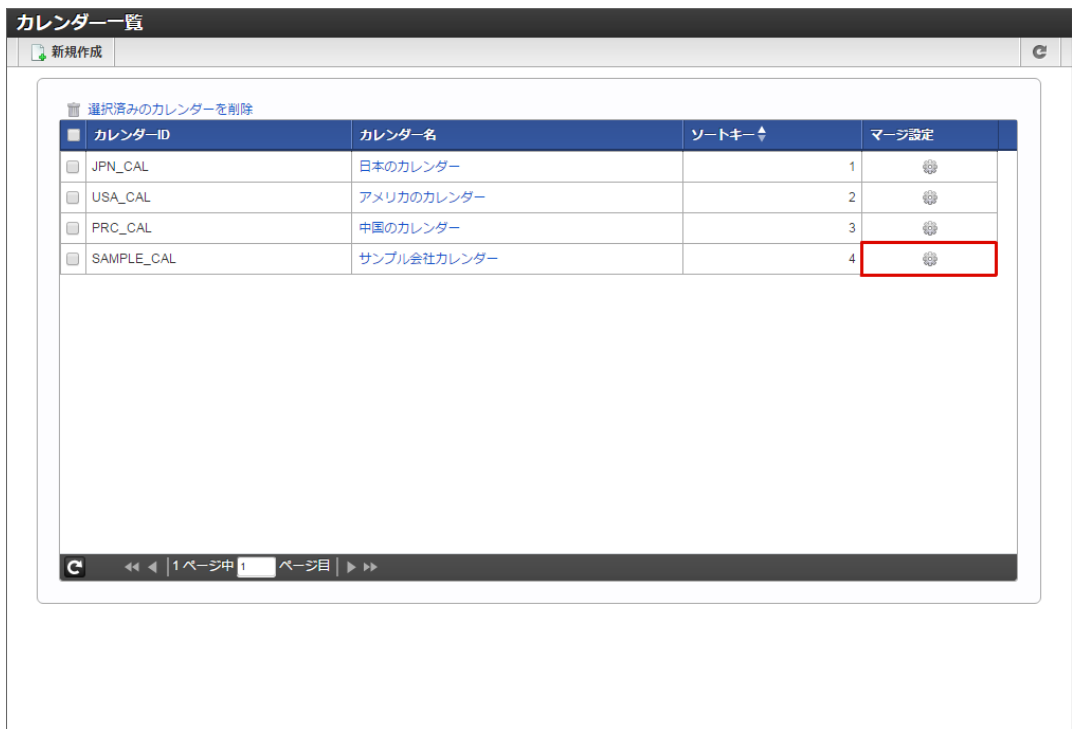 カレンダー一覧
新規作成
選択済みのカレンダーを削除
カレンダーID カレンダー名 ソートキー マージ設定
JPN_CAL 日本のカレンダー 1
USA_CAL アメリカのカレンダー 2
PRC_CAL 中国のカレンダー 3
SAMPLE_CAL サンプル会社カレンダー 4
1 ページ中 1 ページ目